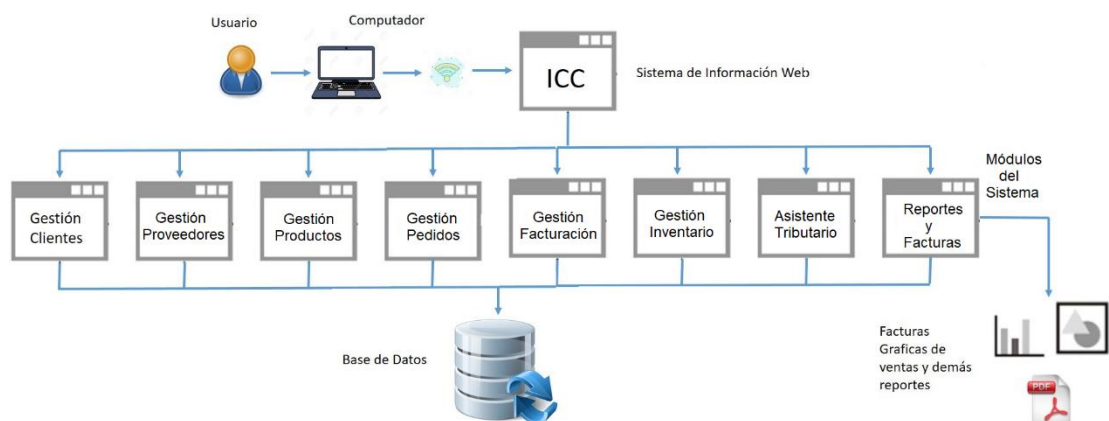 Usuario
Computador
ICC
Sistema de Información Web
Módulos
del
Sistema
Gestión
Clientes
Gestión
Proveedores
Gestión
Productos
Gestión
Pedidos
Gestión
Facturación
Gestión
Inventario
Asistente
Tributario
Reportes
y
Facturas
Base de Datos
Facturas
Graficas de
ventas y demás
reportes
PDF